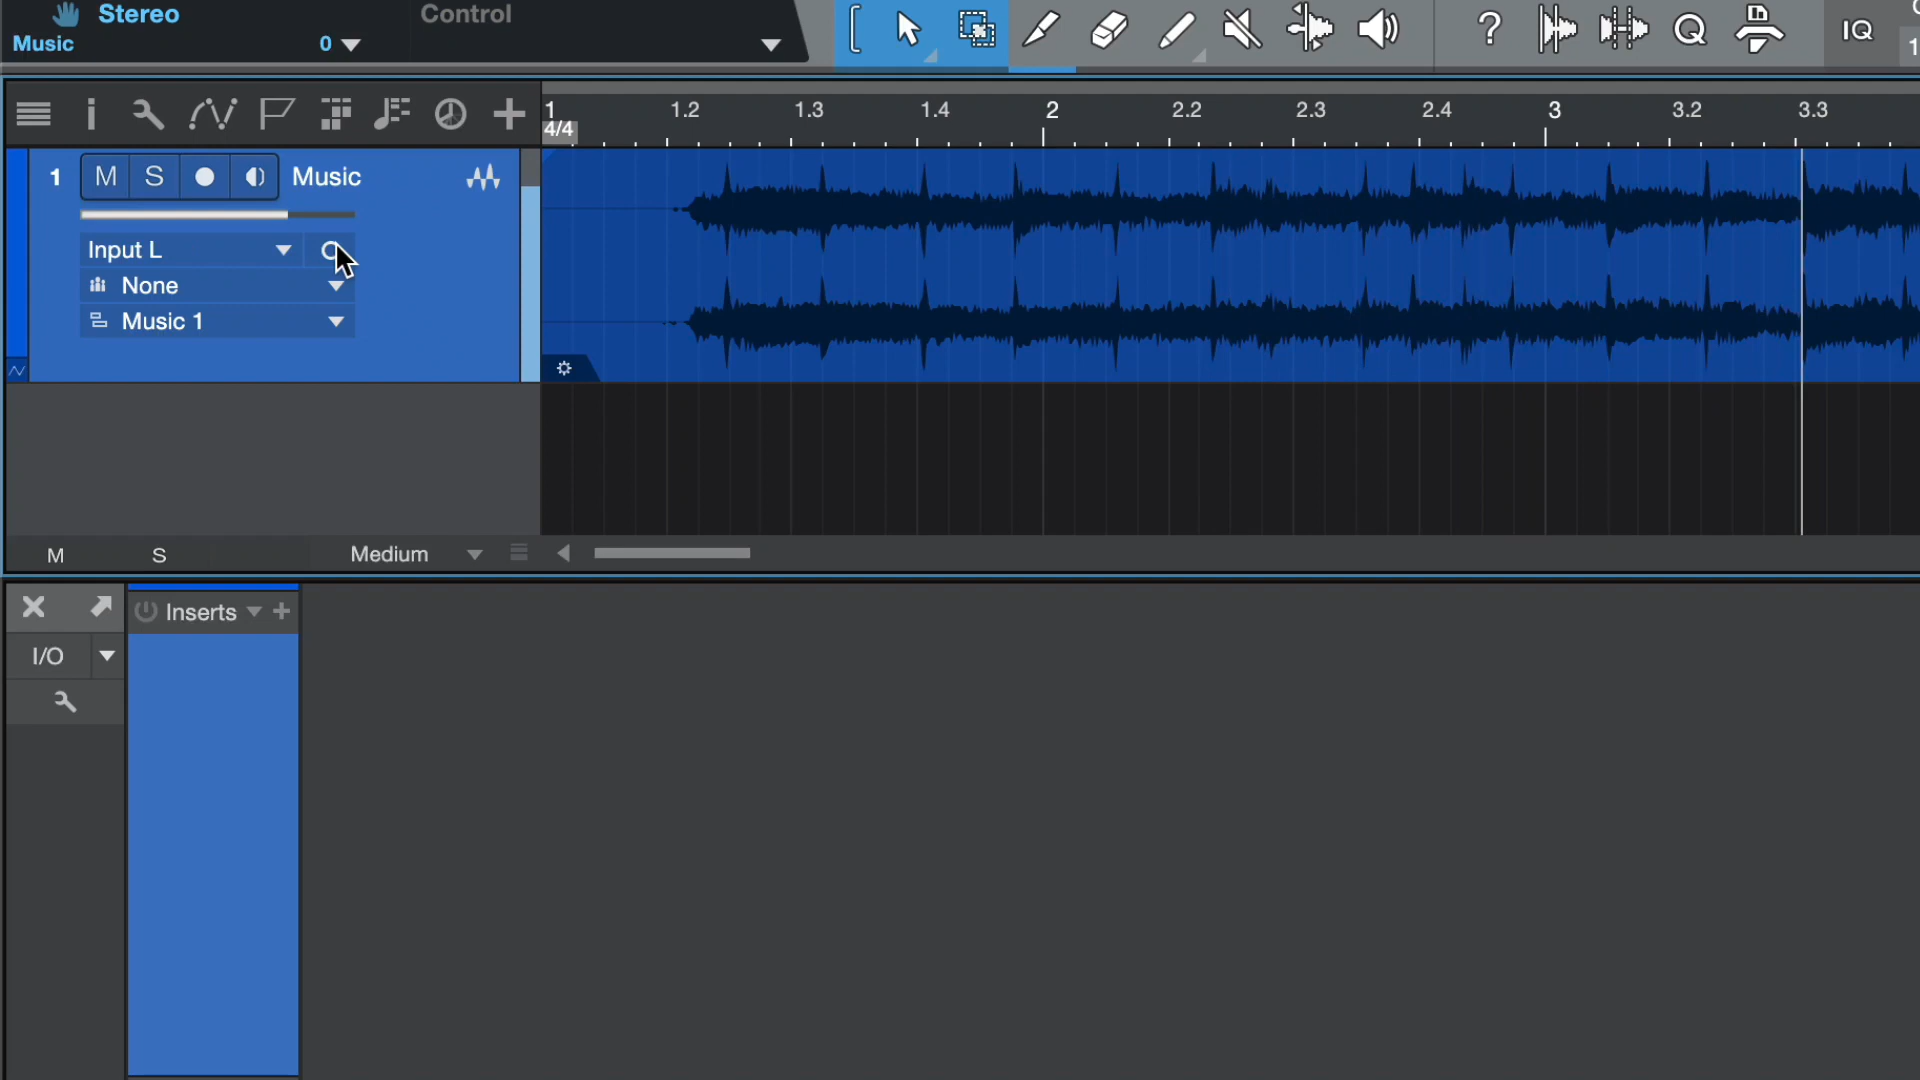 Stereo
Control
Music
0
?
Q
IQ
1
i
1
1.2
1.3
1.4
2
2.2
2.3
2.4
3
3.2
3.3
4/4
1
M
S
Music
Input L
None
Music 1
M
S
Medium
Inserts
I/O